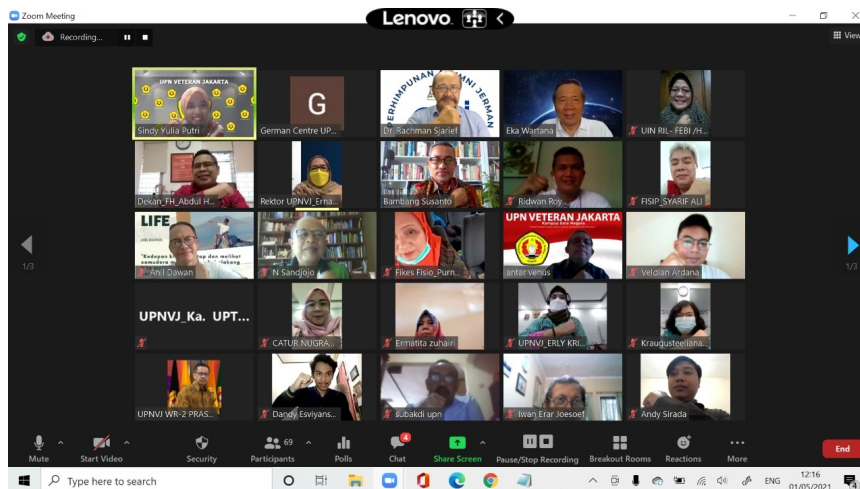 Zoom Meeting
Lenovo
Recording...
View
UPN VETERAN JAKARTA
Sindy Yulia Putri
G
German Centre UP...
PERHIMPUNAN ALUMNI JERMAN
Dr. Rachman Sjarief
Eka Wartana
UIN RIL- FEBI /H...
Dekan_FH_Abdul H...
Rektor UPNVJ_Erna...
Bambang Susanto
Ridwan Roy
FISIP_SYARIF ALI
LIFE
Anil Dawan
N Sandjojo
Fikes Fisio_Purn...
UPN VETERAN JAKARTA
antar venus
Veldian Ardana
1/3
1/3
UPNVJ_Ka. UPT...
CATUR NUGRA...
Ermatita zuhairi
UPNVJ_ERLY KRI...
Kraugusteeliana...
UPNVJ WR-2 PRAS...
Dandy Esviyans...
subakdi upn
Iwan Erar Joesoef
Andy Sirada
Mute
Start Video
Security
69
Participants
Polls
4
Chat
Share Screen
Pause/Stop Recording
Breakout Rooms
Reactions
More
End
Type here to search
ENG
12:16
01/05/2021